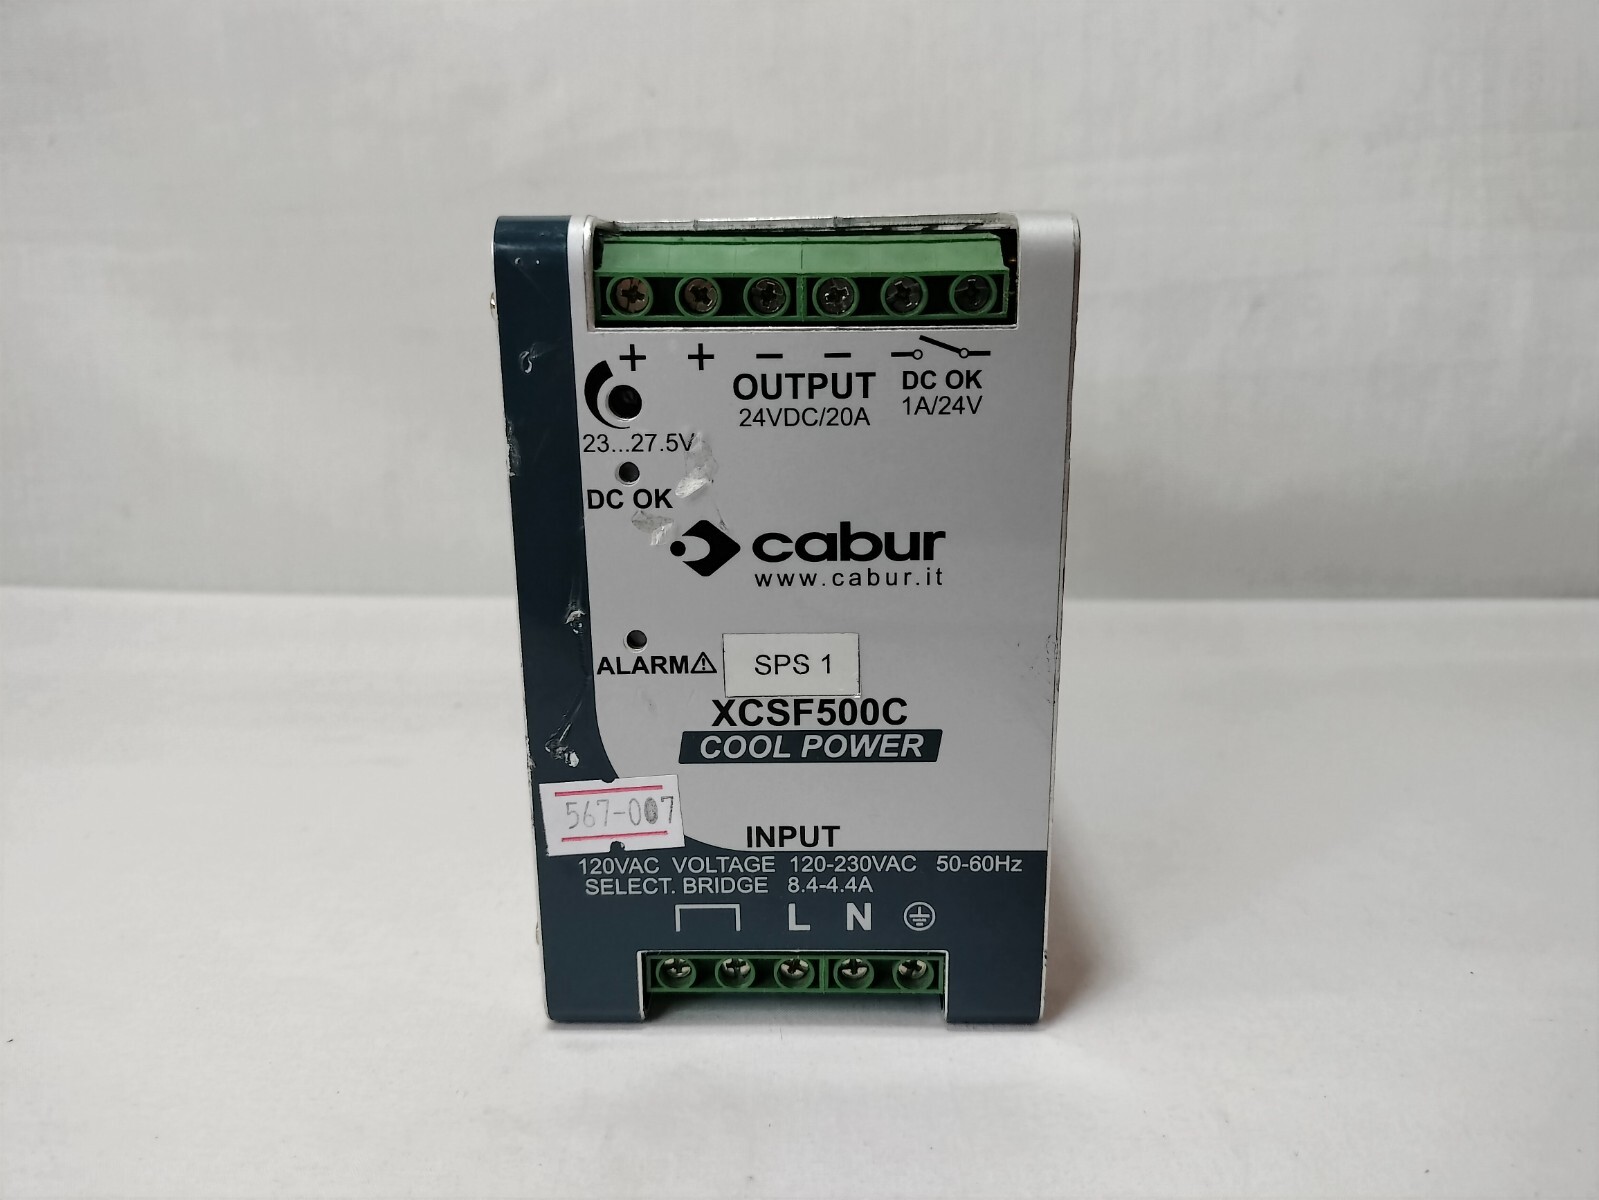 + + − −
OUTPUT
24VDC/20A
DC OK
1A/24V
23...27.5V
DC OK
cabur
www.cabur.it
ALARM⚠
SPS 1
XCSF500C
COOL POWER
567-007
INPUT
120VAC VOLTAGE 120-230VAC 50-60Hz
SELECT. BRIDGE 8.4-4.4A
L N